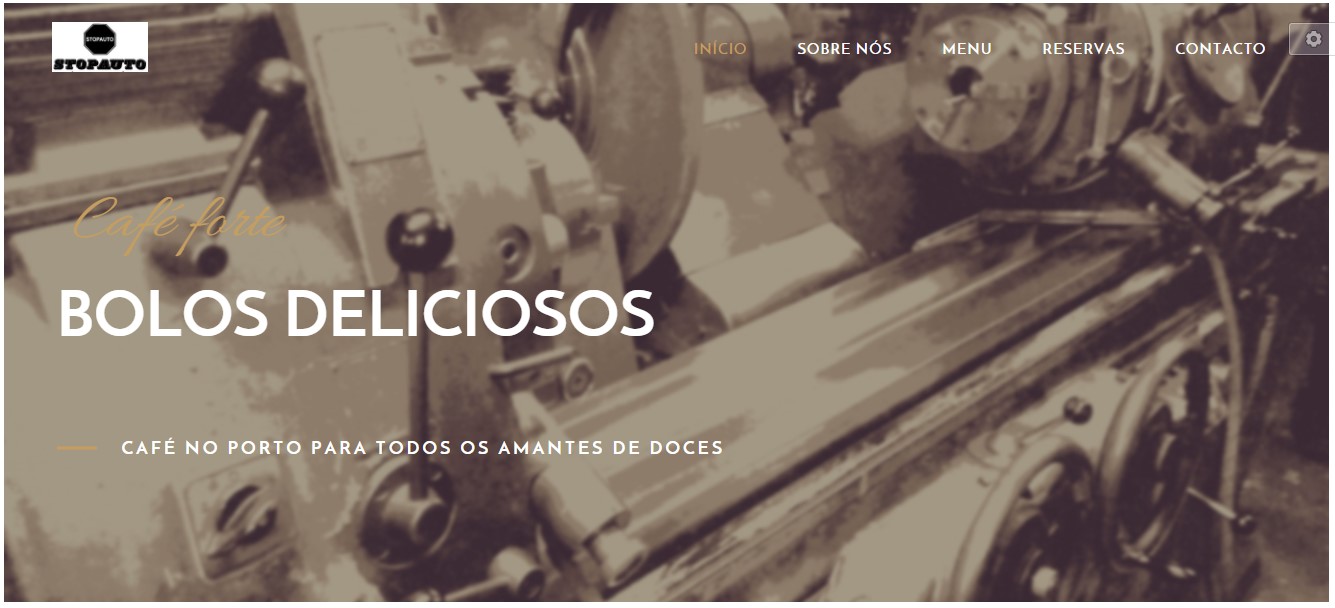 STOPAUTO
STOPAUTO
INÍCIO SOBRE NÓS MENU RESERVAS CONTACTO
Café forte
BOLOS DELICIOSOS
CAFÉ NO PORTO PARA TODOS OS AMANTES DE DOCES